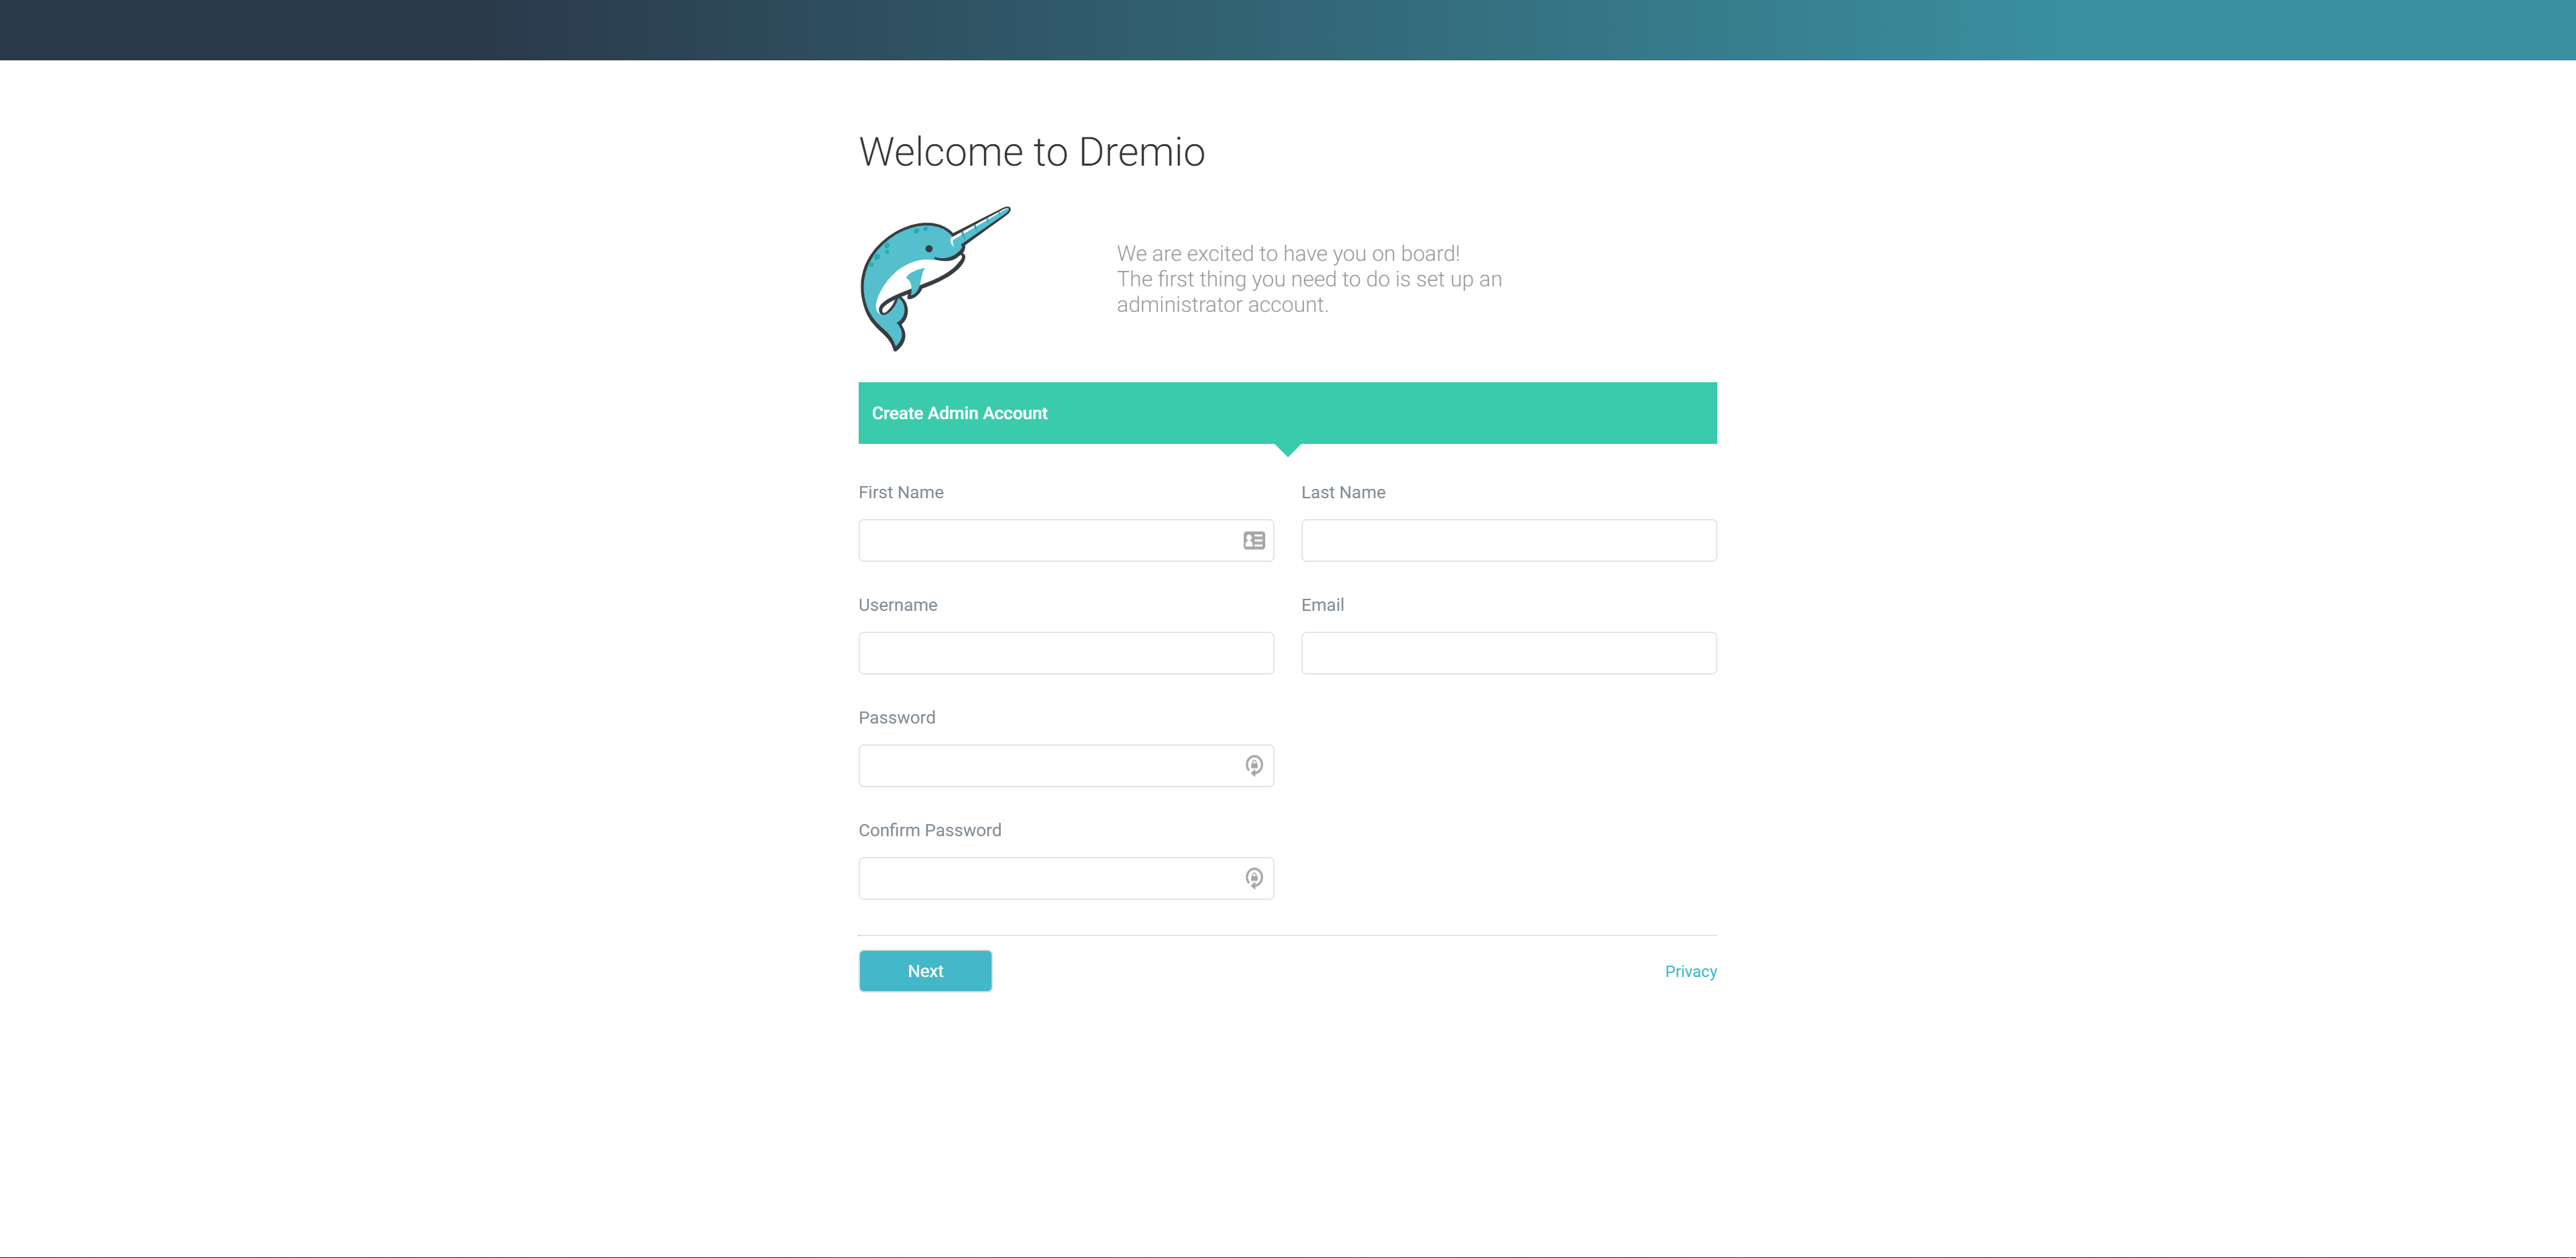 Welcome to Dremio
We are excited to have you on board!
The first thing you need to do is set up an
administrator account.
Create Admin Account
First Name
Last Name
Username
Email
Password
Confirm Password
Next
Privacy